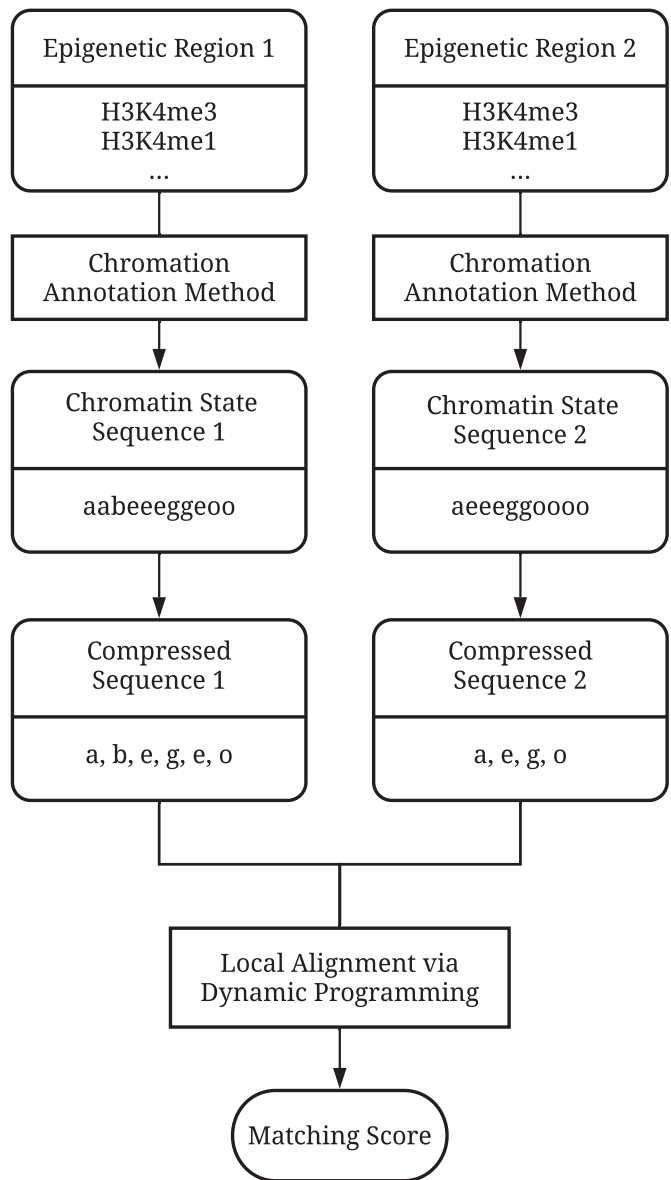 Epigenetic Region 1
H3K4me3
H3K4me1
...
Epigenetic Region 2
H3K4me3
H3K4me1
...
Chromation
Annotation Method
Chromation
Annotation Method
Chromatin State
Sequence 1
aabeeeggeoo
Chromatin State
Sequence 2
aeeeggoooo
Compressed
Sequence 1
a, b, e, g, e, o
Compressed
Sequence 2
a, e, g, o
Local Alignment via
Dynamic Programming
Matching Score